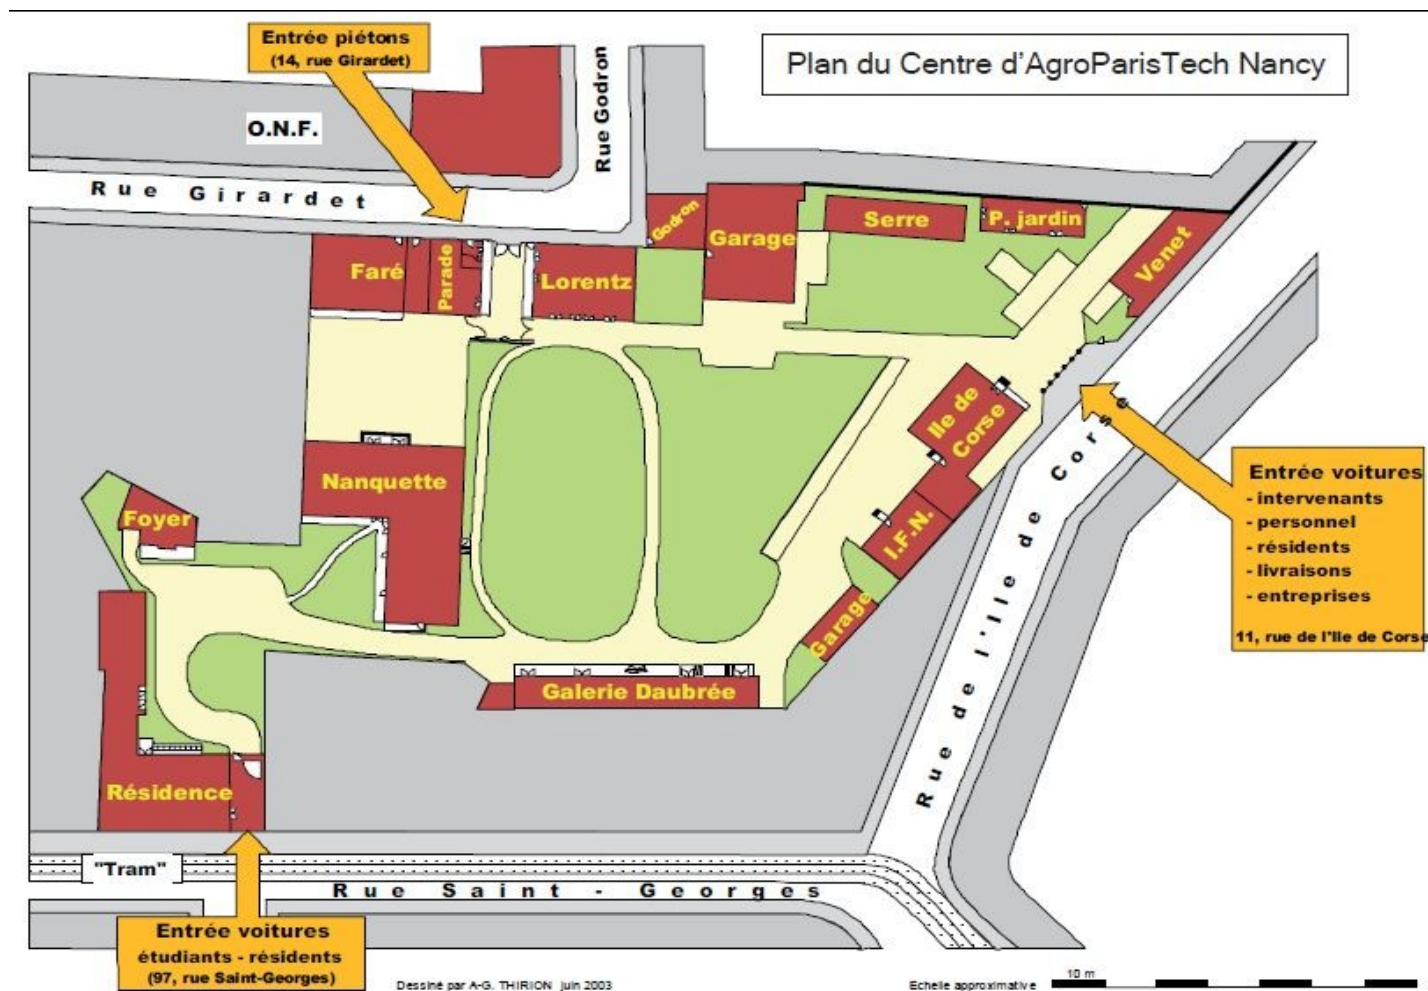 Entrée piétons
(14, rue Girardet)
Plan du Centre d'AgroParisTech Nancy
O.N.F.
Rue Godron
Rue Girardet
Godron
Garage
Serre
P. jardin
Venet
Faré
Parade
Lorentz
Ile de
Corse
Nanquette
Foyer
I.F.N.
Garage
Galerie Daubrée
Résidence
Rue de l'Ile de Corse
Entrée voitures
- intervenants
- personnel
- résidents
- livraisons
- entreprises
11, rue de l'Ile de Corse
"Tram"
Rue Saint - Georges
Entrée voitures
étudiants - résidents
(97, rue Saint-Georges)
Dessiné par A-G. THIRION juin 2003
Echelle approximative
10 m